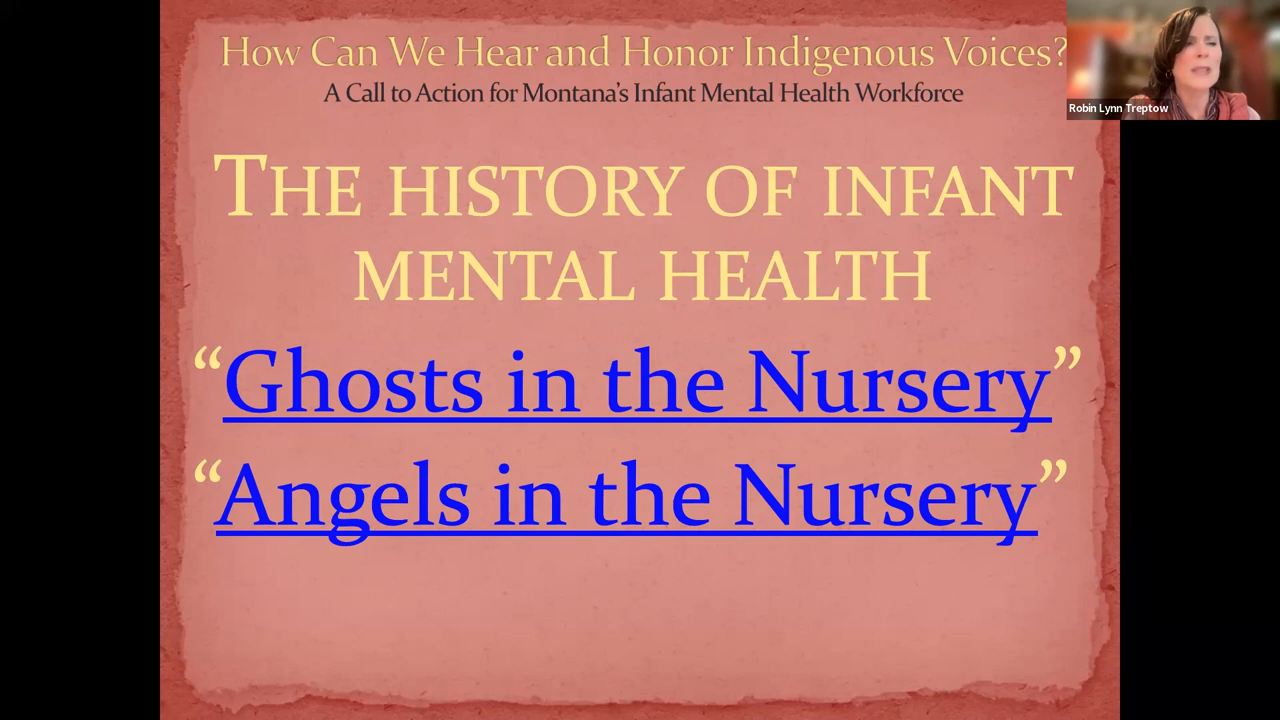 How Can We Hear and Honor Indigenous Voices?
A Call to Action for Montana's Infant Mental Health Workforce
Robin Lynn Treptow
THE HISTORY OF INFANT
MENTAL HEALTH
“Ghosts in the Nursery”
“Angels in the Nursery”